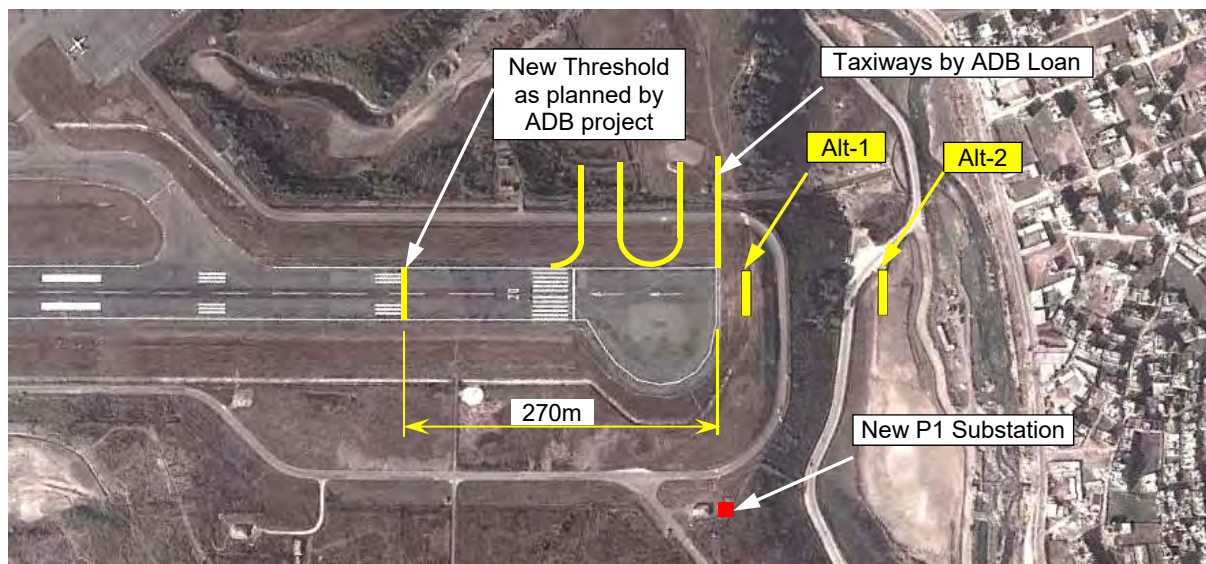 New Threshold
as planned by
ADB project
Taxiways by ADB Loan
Alt-1
Alt-2
20
270m
New P1 Substation